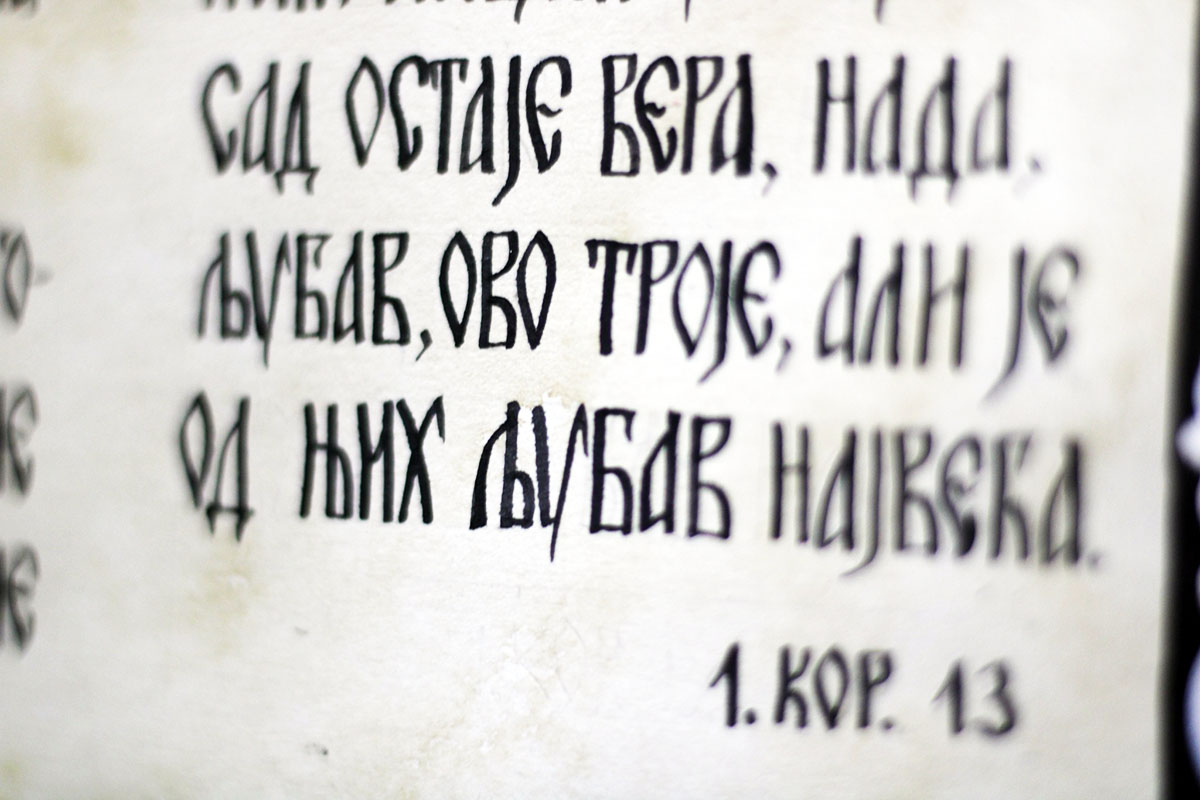 САД ОСТАЈЕ ВЕРА, НАДА,
ЉУБАВ, ОВО ТРОЈЕ, АЛИ ЈЕ
ОД ЊИХ ЉУБАВ НАЈВЕЋА.
1. КОР. 13